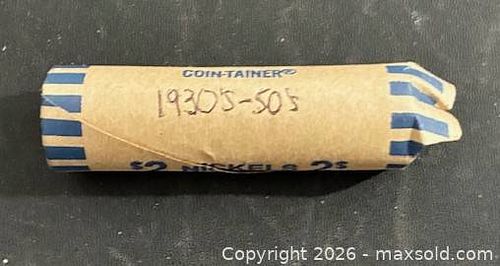 COIN-TAINER®
1930's-50's
$2 NICKELS 2$
Copyright 2026 - maxsold.com